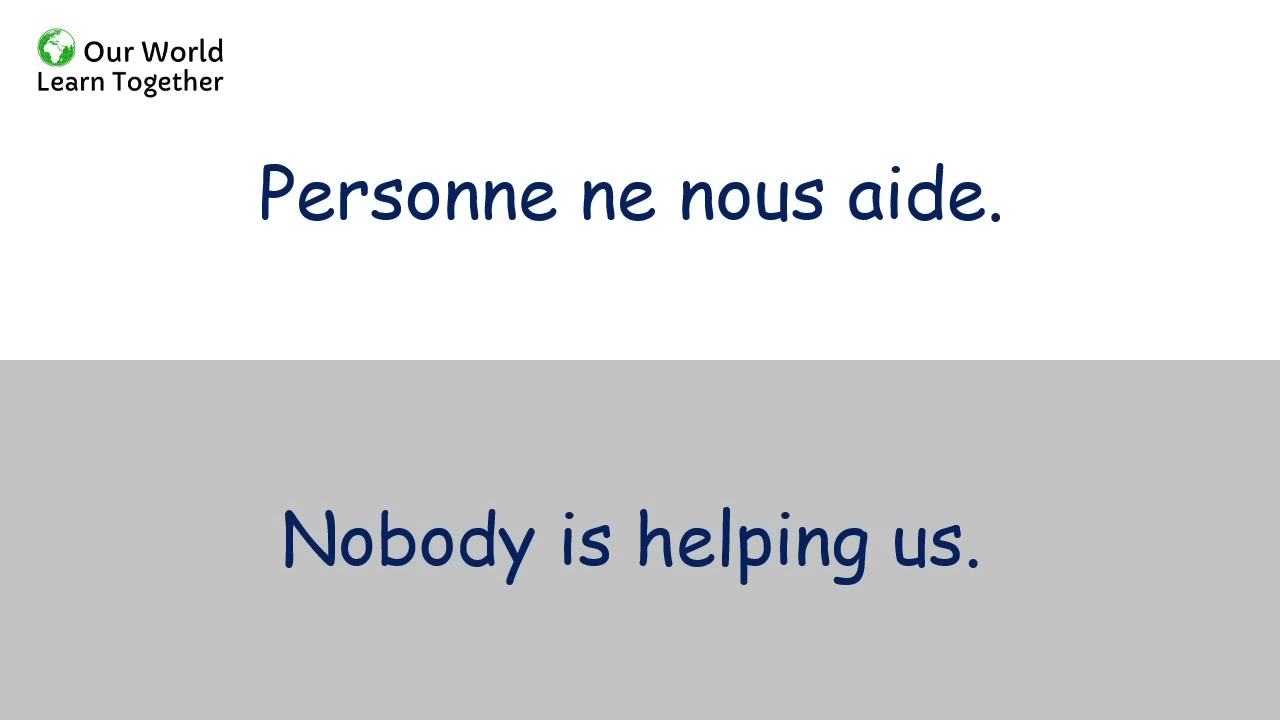 Our World
Learn Together
Personne ne nous aide.
Nobody is helping us.